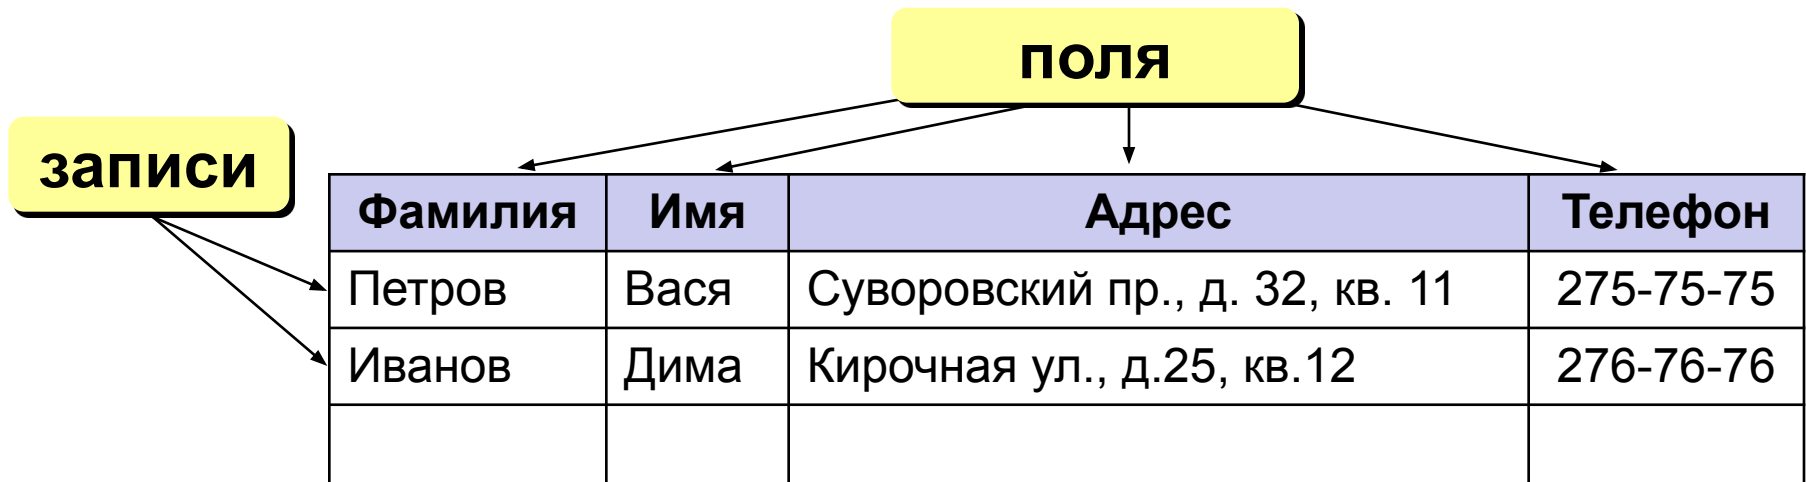 поля
записи
Фамилия Имя Адрес Телефон
Петров Вася Суворовский пр., д. 32, кв. 11 275-75-75
Иванов Дима Кирочная ул., д.25, кв.12 276-76-76